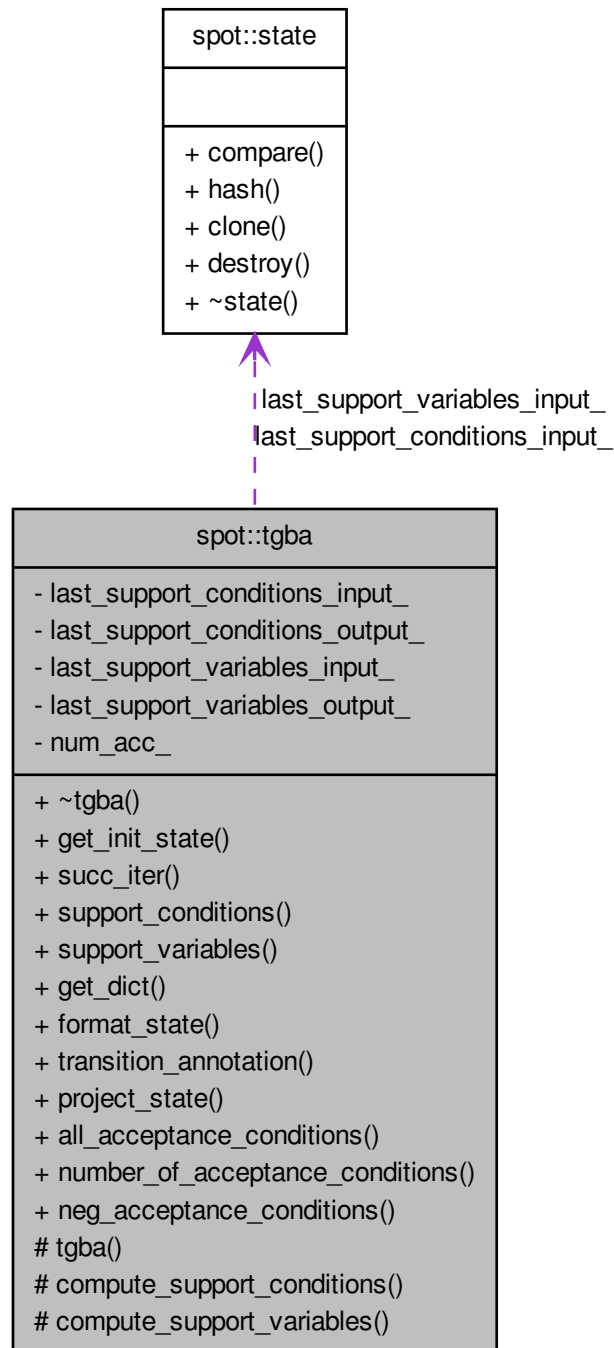 spot::state
+ compare()
+ hash()
+ clone()
+ destroy()
+ ~state()
last_support_variables_input_
last_support_conditions_input_
spot::tgba
- last_support_conditions_input_
- last_support_conditions_output_
- last_support_variables_input_
- last_support_variables_output_
- num_acc_
+ ~tgba()
+ get_init_state()
+ succ_iter()
+ support_conditions()
+ support_variables()
+ get_dict()
+ format_state()
+ transition_annotation()
+ project_state()
+ all_acceptance_conditions()
+ number_of_acceptance_conditions()
+ neg_acceptance_conditions()
# tgba()
# compute_support_conditions()
# compute_support_variables()